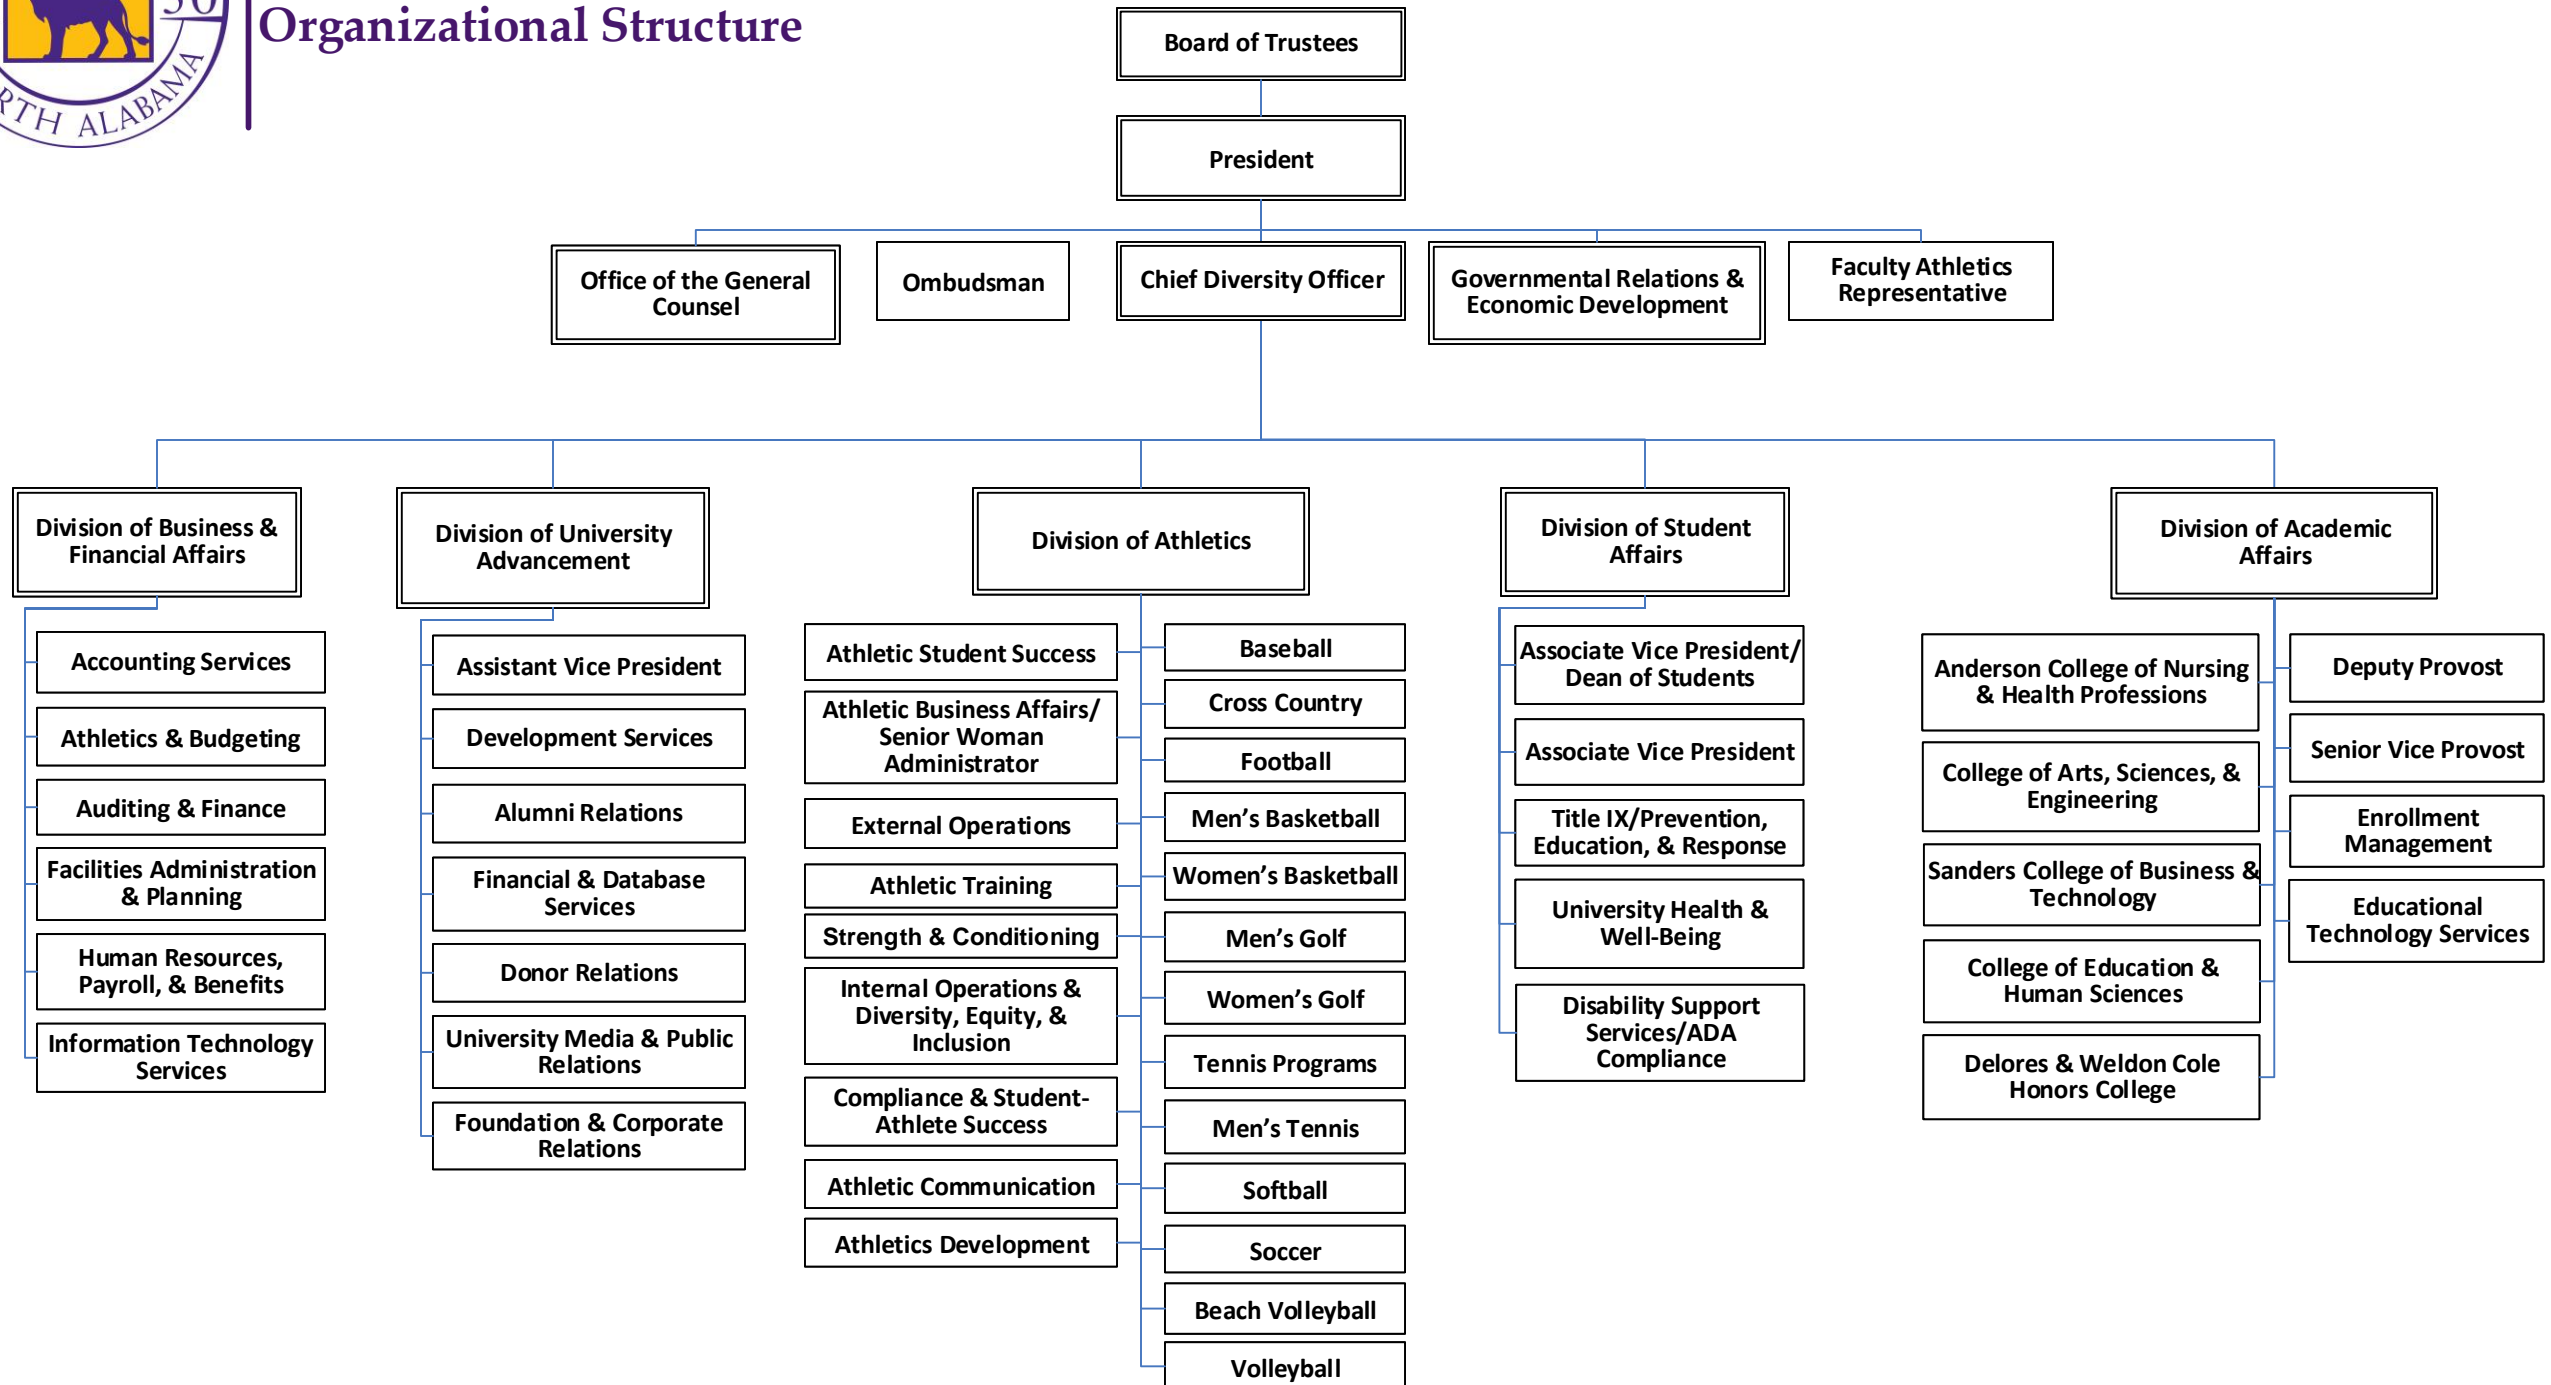 Organizational Structure
RTH ALABAMA
Board of Trustees
President
Office of the General
Counsel
Ombudsman
Chief Diversity Officer
Governmental Relations &
Economic Development
Faculty Athletics
Representative
Division of Business &
Financial Affairs
Accounting Services
Athletics & Budgeting
Auditing & Finance
Facilities Administration
& Planning
Human Resources,
Payroll, & Benefits
Information Technology
Services
Division of University
Advancement
Assistant Vice President
Development Services
Alumni Relations
Financial & Database
Services
Donor Relations
University Media & Public
Relations
Foundation & Corporate
Relations
Division of Athletics
Athletic Student Success
Athletic Business Affairs/
Senior Woman
Administrator
External Operations
Athletic Training
Strength & Conditioning
Internal Operations &
Diversity, Equity, &
Inclusion
Compliance & Student-
Athlete Success
Athletic Communication
Athletics Development
Baseball
Cross Country
Football
Men’s Basketball
Women’s Basketball
Men’s Golf
Women’s Golf
Tennis Programs
Men’s Tennis
Softball
Soccer
Beach Volleyball
Volleyball
Division of Student
Affairs
Associate Vice President/
Dean of Students
Associate Vice President
Title IX/Prevention,
Education, & Response
University Health &
Well-Being
Disability Support
Services/ADA
Compliance
Division of Academic
Affairs
Anderson College of Nursing
& Health Professions
College of Arts, Sciences, &
Engineering
Sanders College of Business &
Technology
College of Education &
Human Sciences
Delores & Weldon Cole
Honors College
Deputy Provost
Senior Vice Provost
Enrollment
Management
Educational
Technology Services